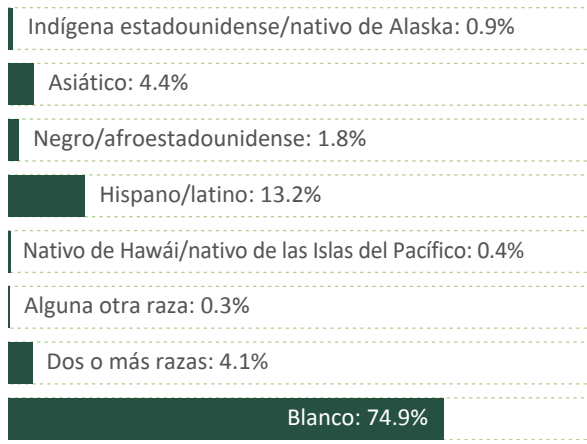 Indígena estadounidense/nativo de Alaska: 0.9%
Asiático: 4.4%
Negro/afroestadounidense: 1.8%
Hispano/latino: 13.2%
Nativo de Hawái/nativo de las Islas del Pacífico: 0.4%
Alguna otra raza: 0.3%
Dos o más razas: 4.1%
Blanco: 74.9%